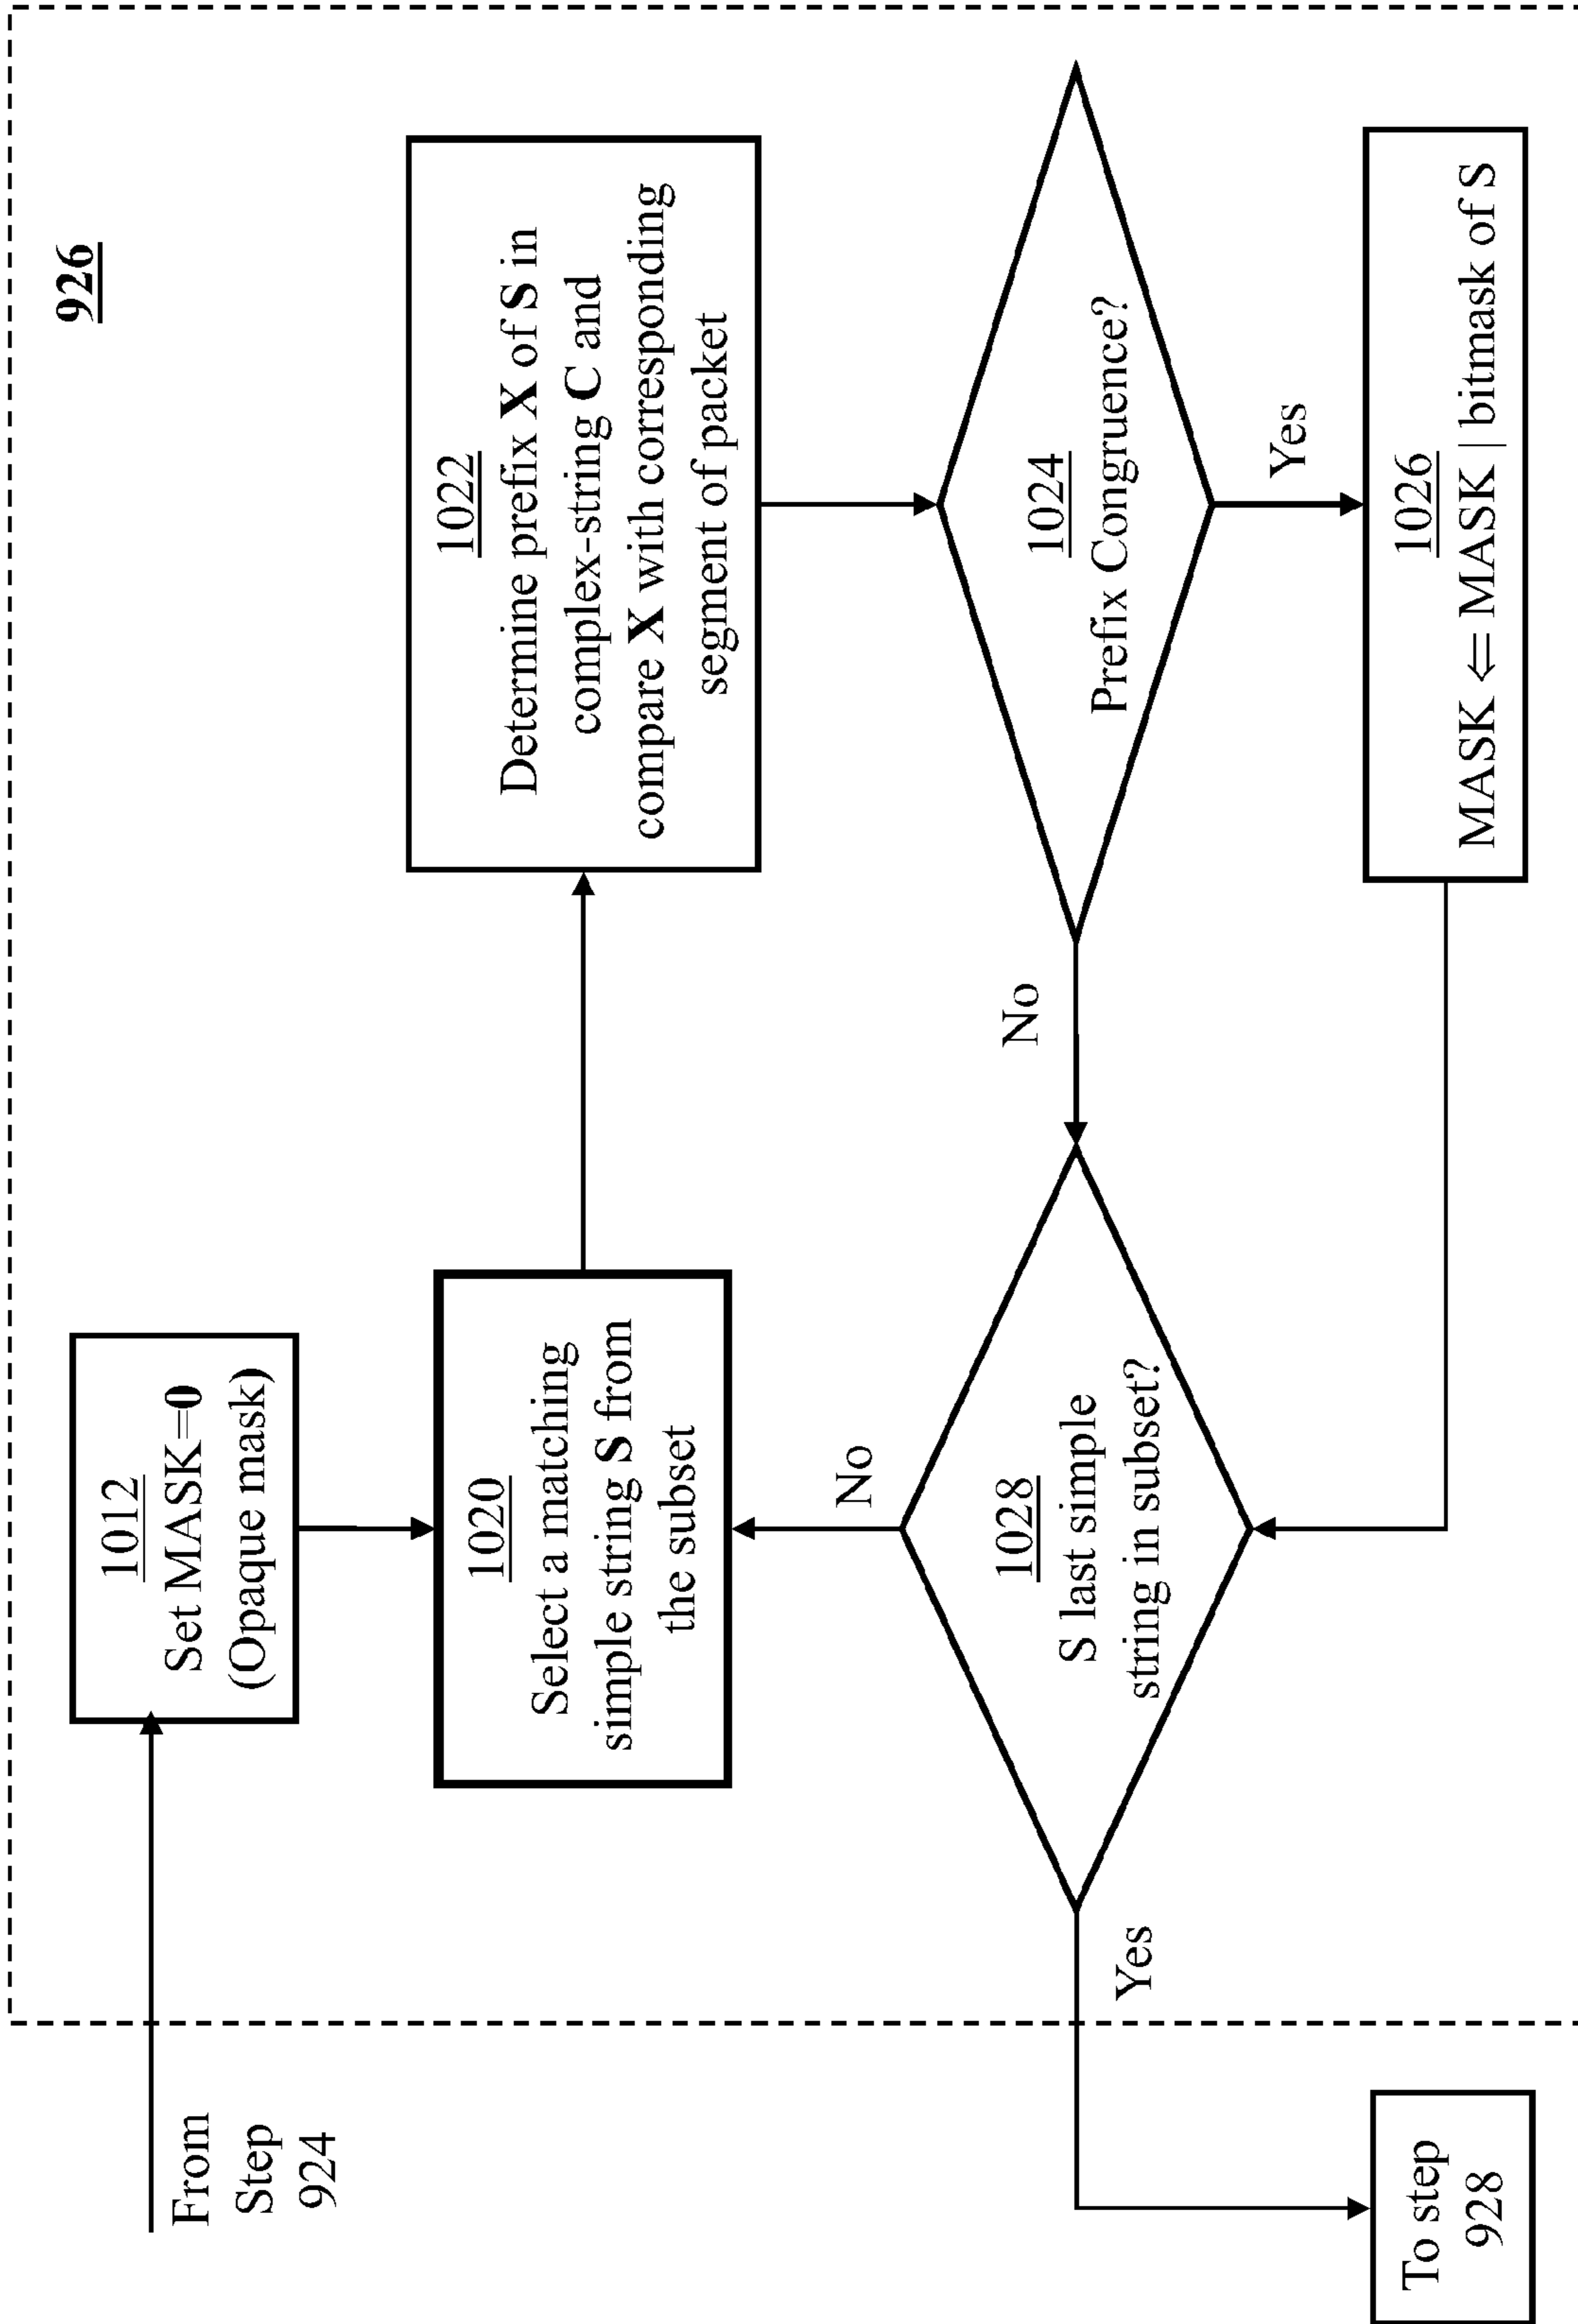 926
From
Step
924
1012
Set MASK=0
(Opaque mask)
1020
Select a matching
simple string S from
the subset
1022
Determine prefix X of S in
complex-string C and
compare X with corresponding
segment of packet
1024
Prefix Congruence?
No
Yes
1026
MASK ⇐ MASK | bitmask of S
1028
S last simple
string in subset?
No
Yes
To step
928